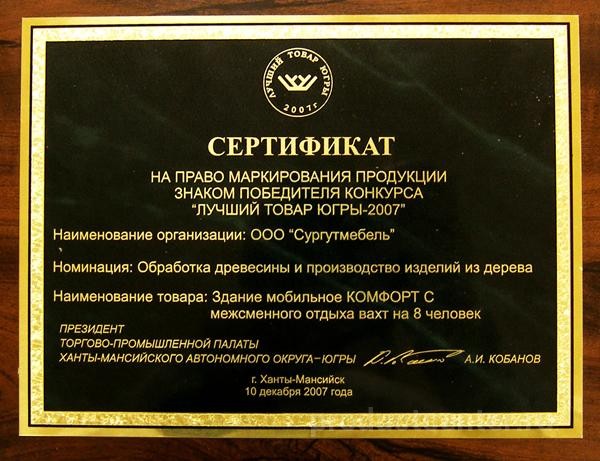 ЛУЧШИЙ ТОВАР ЮГРЫ
2007г
СЕРТИФИКАТ
НА ПРАВО МАРКИРОВАНИЯ ПРОДУКЦИИ
ЗНАКОМ ПОБЕДИТЕЛЯ КОНКУРСА
“ЛУЧШИЙ ТОВАР ЮГРЫ-2007”
Наименование организации: ООО “Сургутмебель”
Номинация: Обработка древесины и производство изделий из дерева
Наименование товара: Здание мобильное КОМФОРТ С
межсменного отдыха вахт на 8 человек
ПРЕЗИДЕНТ
ТОРГОВО-ПРОМЫШЛЕННОЙ ПАЛАТЫ
ХАНТЫ-МАНСИЙСКОГО АВТОНОМНОГО ОКРУГА–ЮГРЫ А.И. КОБАНОВ
г. Ханты-Мансийск
10 декабря 2007 года